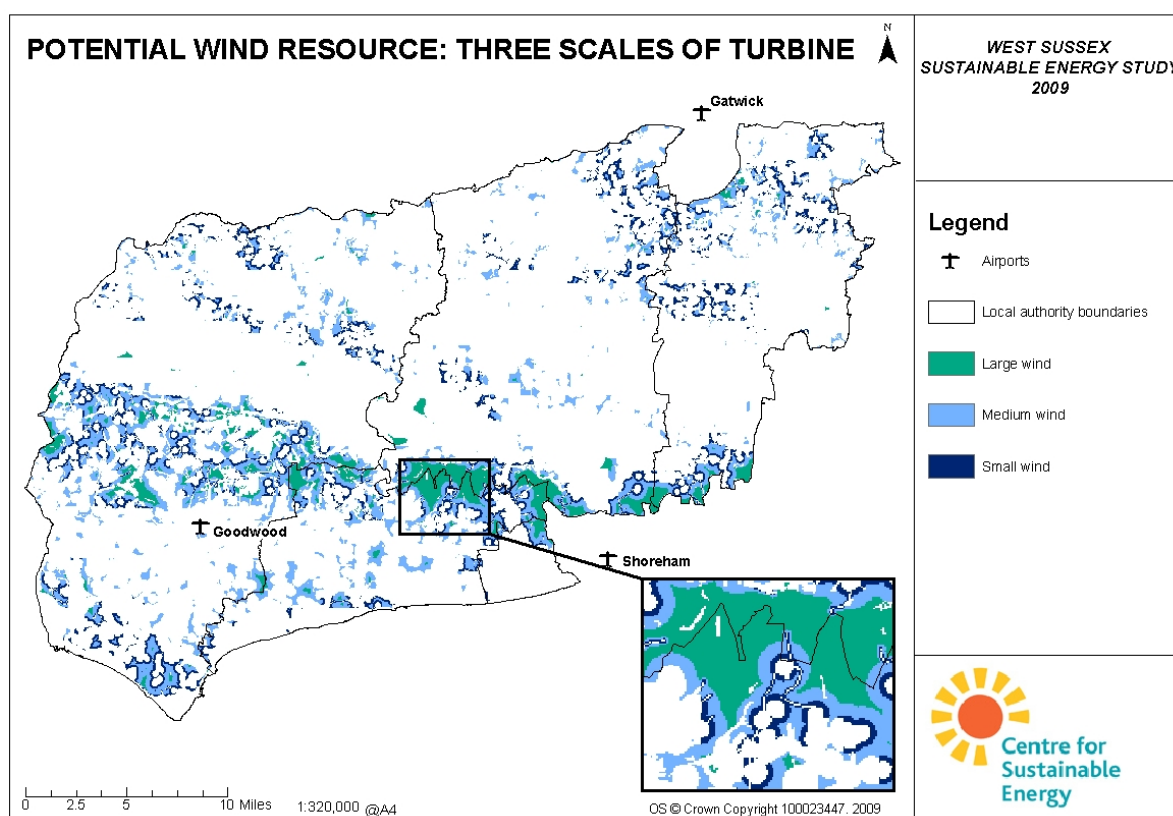 POTENTIAL WIND RESOURCE: THREE SCALES OF TURBINE
N
WEST SUSSEX
SUSTAINABLE ENERGY STUDY
2009
Gatwick
Legend
Airports
Local authority boundaries
Large wind
Medium wind
Small wind
Goodwood
Shoreham
0 2.5 5 10 Miles
1:320,000 @A4
OS © Crown Copyright 100023447. 2009
Centre for
Sustainable
Energy